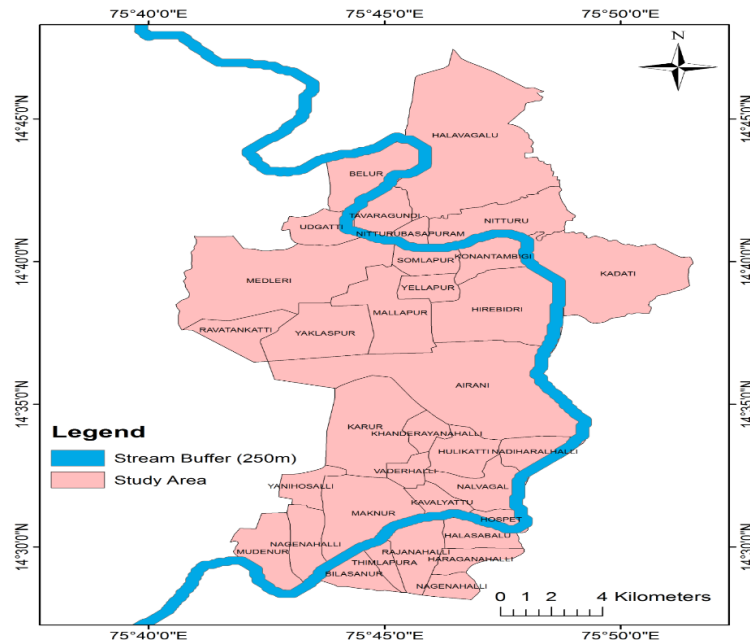 75°40'0"E 75°45'0"E 75°50'0"E
N
14°45'0"N 14°45'0"N
HALAVAGALU
BELUR
TAVARAGUNDI
NITTURU
UDGATTI
NITTURUBASAPURAM
KONANTAMBIGI
SOMLAPUR
14°40'0"N 14°40'0"N
KADATI
MEDLERI
YELLAPUR
MALLAPUR
HIREBIDRI
RAVATANKATTI
YAKLASPUR
AIRANI
14°35'0"N 14°35'0"N
KARUR
KHANDERAYANAHALLI
Legend
HULIKATTI
NADIHARALHALLI
Stream Buffer (250m)
VADERHALLI
Study Area
YANIHOSALLI
NALVAGAL
KAVALYATTU
MAKNUR
HOSPET
14°30'0"N 14°30'0"N
HALASABALU
NAGENAHALLI
MUDENUR
RAJANAHALLI
HARAGANAHALLI
THIMLAPURA
BILASANUR
NAGENAHALLI
0 1 2 4 Kilometers
75°40'0"E 75°45'0"E 75°50'0"E